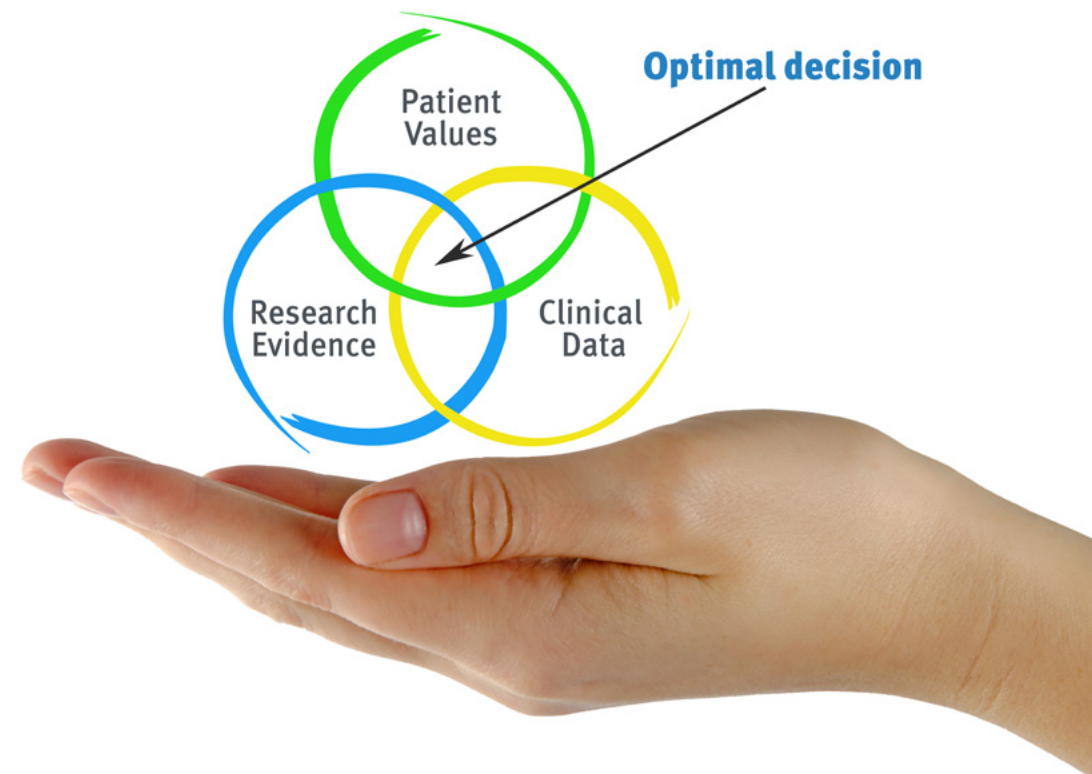 Optimal decision
Patient
Values
Research
Evidence
Clinical
Data